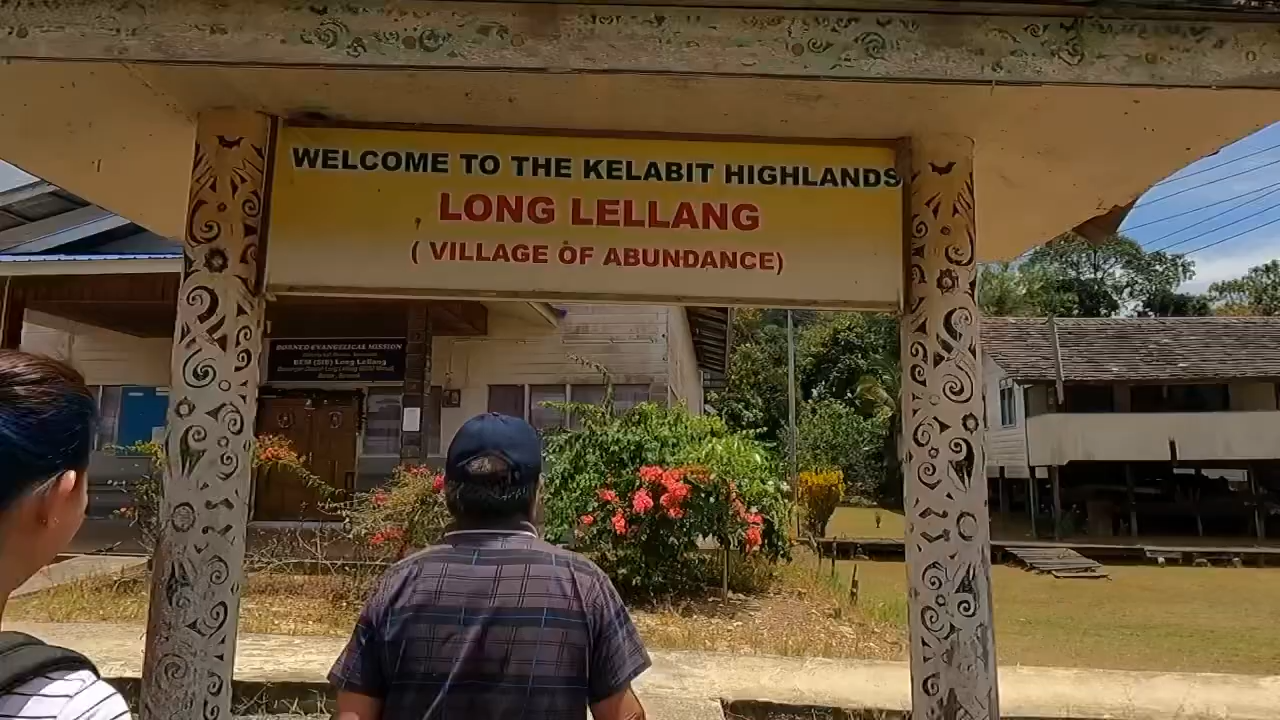 WELCOME TO THE KELABIT HIGHLANDS
LONG LELLANG
( VILLAGE OF ABUNDANCE)
BORNEO EVANGELICAL MISSION
BEM (SIB) Long Lellang